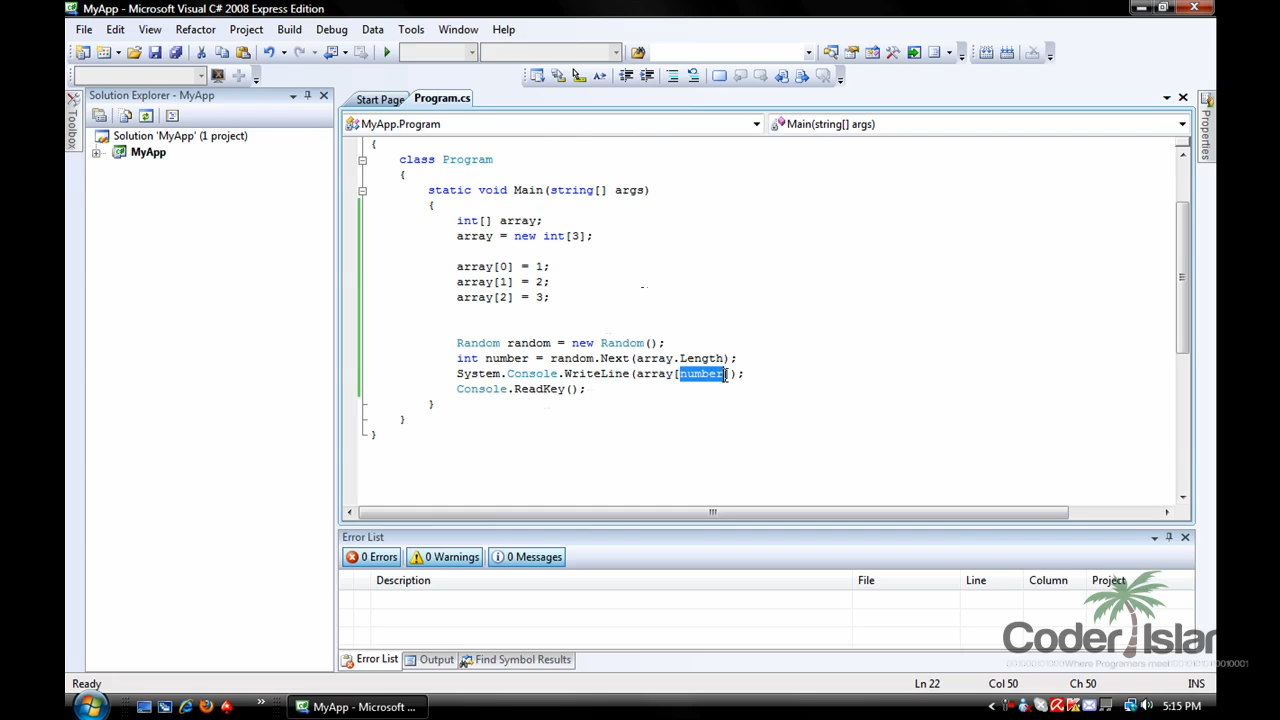 MyApp - Microsoft Visual C# 2008 Express Edition
File Edit View Refactor Project Build Debug Data Tools Window Help
Solution Explorer - MyApp
Start Page Program.cs
Toolbox
Properties
MyApp.Program
Main(string[] args)
Solution 'MyApp' (1 project)
MyApp
{
class Program
{
static void Main(string[] args)
{
int[] array;
array = new int[3];
array[0] = 1;
array[1] = 2;
array[2] = 3;
Random random = new Random();
int number = random.Next(array.Length);
System.Console.WriteLine(array[number]);
Console.ReadKey();
}
}
}
Error List
0 Errors 0 Warnings 0 Messages
Description File Line Column Project
Coder Islan
Where Programers meet
Error List Output Find Symbol Results
Ready Ln 22 Col 50 Ch 50 INS
MyApp - Microsoft ... 5:15 PM